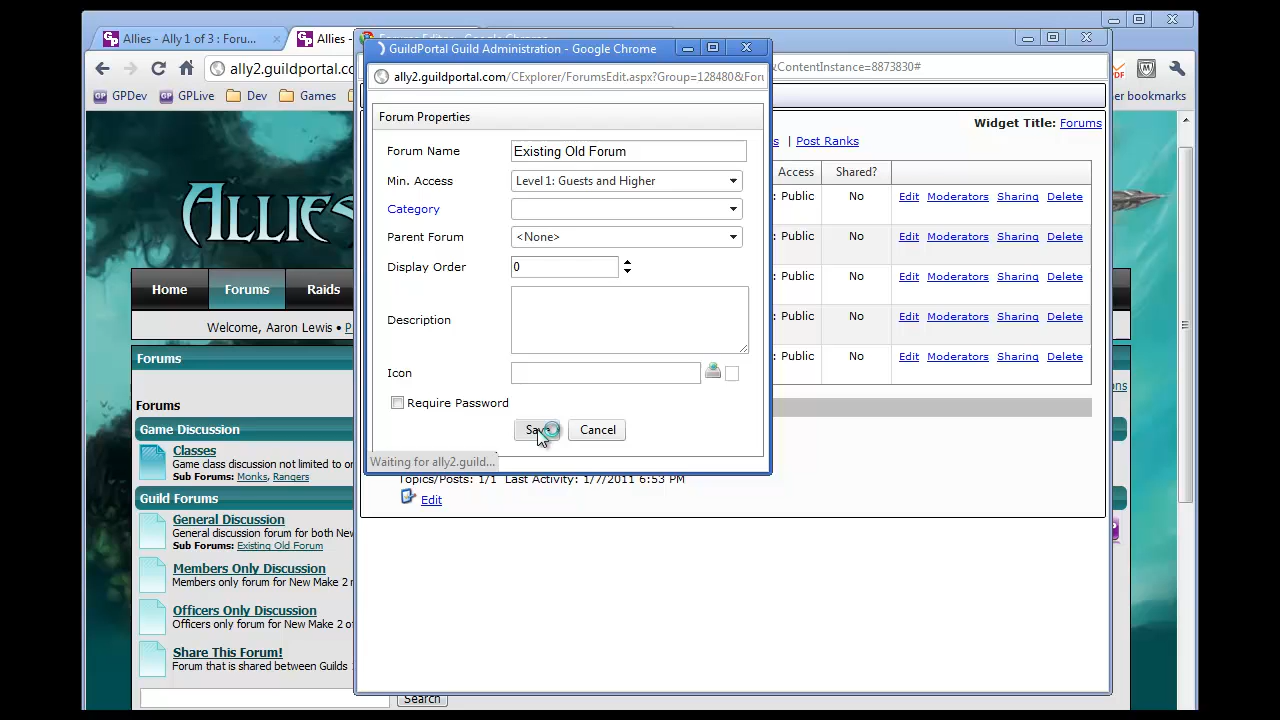 Allies - Ally 1 of 3 : Foru...
Allies -
GuildPortal Guild Administration - Google Chrome
ally2.guildportal.co
ally2.guildportal.com/CExplorer/ForumsEdit.aspx?Group=128480&Foru
&ContentInstance=8873830#
GPDev
GPLive
Dev
Games
er bookmarks
Forum Properties
Widget Title: Forums
Forum Name
Existing Old Forum
s | Post Ranks
Min. Access
Level 1: Guests and Higher
Access
Shared?
Category
: Public
No
Edit
Moderators
Sharing
Delete
Parent Forum
<None>
: Public
No
Edit
Moderators
Sharing
Delete
Display Order
0
: Public
No
Edit
Moderators
Sharing
Delete
Description
: Public
No
Edit
Moderators
Sharing
Delete
: Public
No
Edit
Moderators
Sharing
Delete
Icon
Require Password
Save
Cancel
Waiting for ally2.guild...
Topics/Posts: 1/1 Last Activity: 1/7/2011 6:53 PM
Edit
ALLIES
Home
Forums
Raids
Welcome, Aaron Lewis • P
Forums
ons
Forums
Game Discussion
Classes
Game class discussion not limited to or
Sub Forums: Monks, Rangers
Guild Forums
General Discussion
General discussion forum for both New
Sub Forums: Existing Old Forum
Members Only Discussion
Members only forum for New Make 2 m
Officers Only Discussion
Officers only forum for New Make 2 of
Share This Forum!
Forum that is shared between Guilds 1
Search